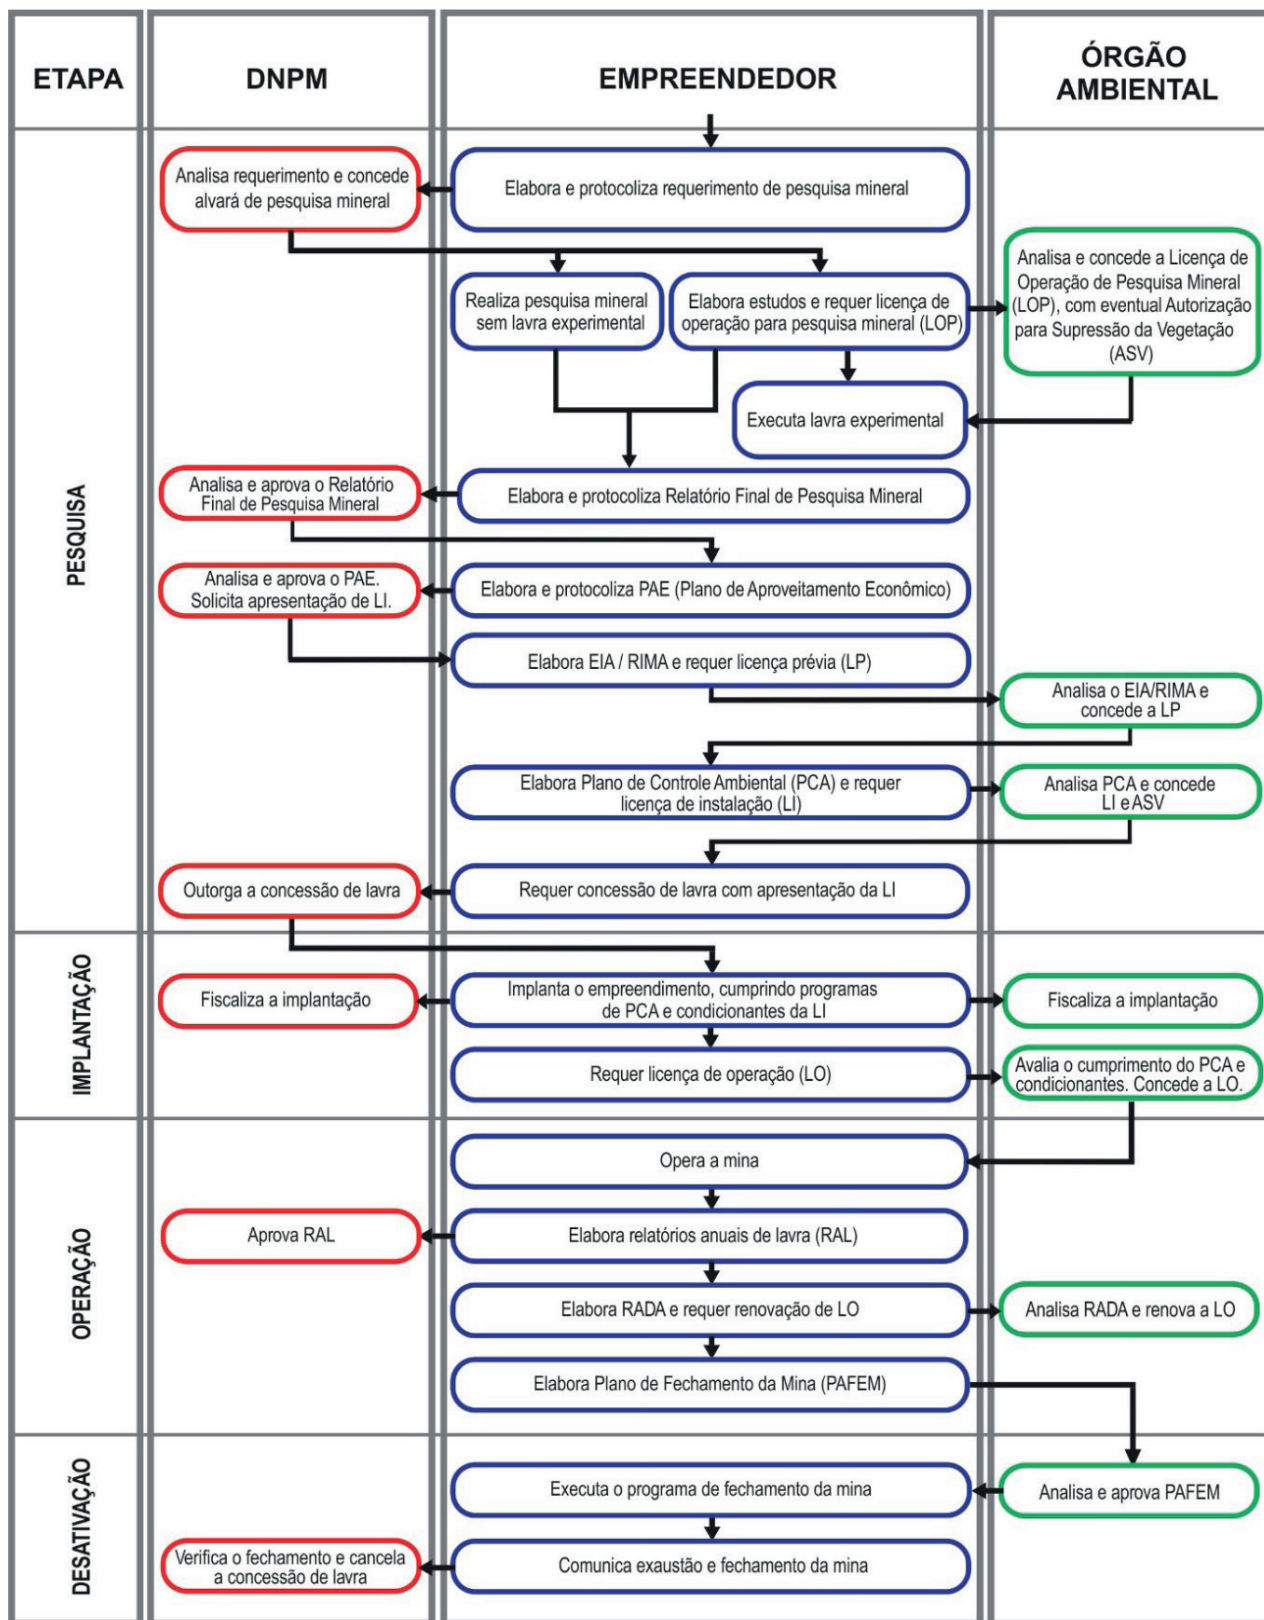 ETAPA
DNPM
EMPREENDEDOR
ÓRGÃO
AMBIENTAL
PESQUISA
Elabora e protocoliza requerimento de pesquisa mineral
Analisa requerimento e concede
alvará de pesquisa mineral
Realiza pesquisa mineral
sem lavra experimental
Elabora estudos e requer licença de
operação para pesquisa mineral (LOP)
Analisa e concede a Licença de
Operação de Pesquisa Mineral
(LOP), com eventual Autorização
para Supressão da Vegetação
(ASV)
Executa lavra experimental
Elabora e protocoliza Relatório Final de Pesquisa Mineral
Analisa e aprova o Relatório
Final de Pesquisa Mineral
Elabora e protocoliza PAE (Plano de Aproveitamento Econômico)
Analisa e aprova o PAE.
Solicita apresentação de LI.
Elabora EIA / RIMA e requer licença prévia (LP)
Analisa o EIA/RIMA e
concede a LP
Elabora Plano de Controle Ambiental (PCA) e requer
licença de instalação (LI)
Analisa PCA e concede
LI e ASV
Requer concessão de lavra com apresentação da LI
Outorga a concessão de lavra
IMPLANTAÇÃO
Implanta o empreendimento, cumprindo programas
de PCA e condicionantes da LI
Fiscaliza a implantação
Fiscaliza a implantação
Requer licença de operação (LO)
Avalia o cumprimento do PCA e
condicionantes. Concede a LO.
OPERAÇÃO
Opera a mina
Elabora relatórios anuais de lavra (RAL)
Aprova RAL
Elabora RADA e requer renovação de LO
Analisa RADA e renova a LO
Elabora Plano de Fechamento da Mina (PAFEM)
DESATIVAÇÃO
Analisa e aprova PAFEM
Executa o programa de fechamento da mina
Comunica exaustão e fechamento da mina
Verifica o fechamento e cancela
a concessão de lavra